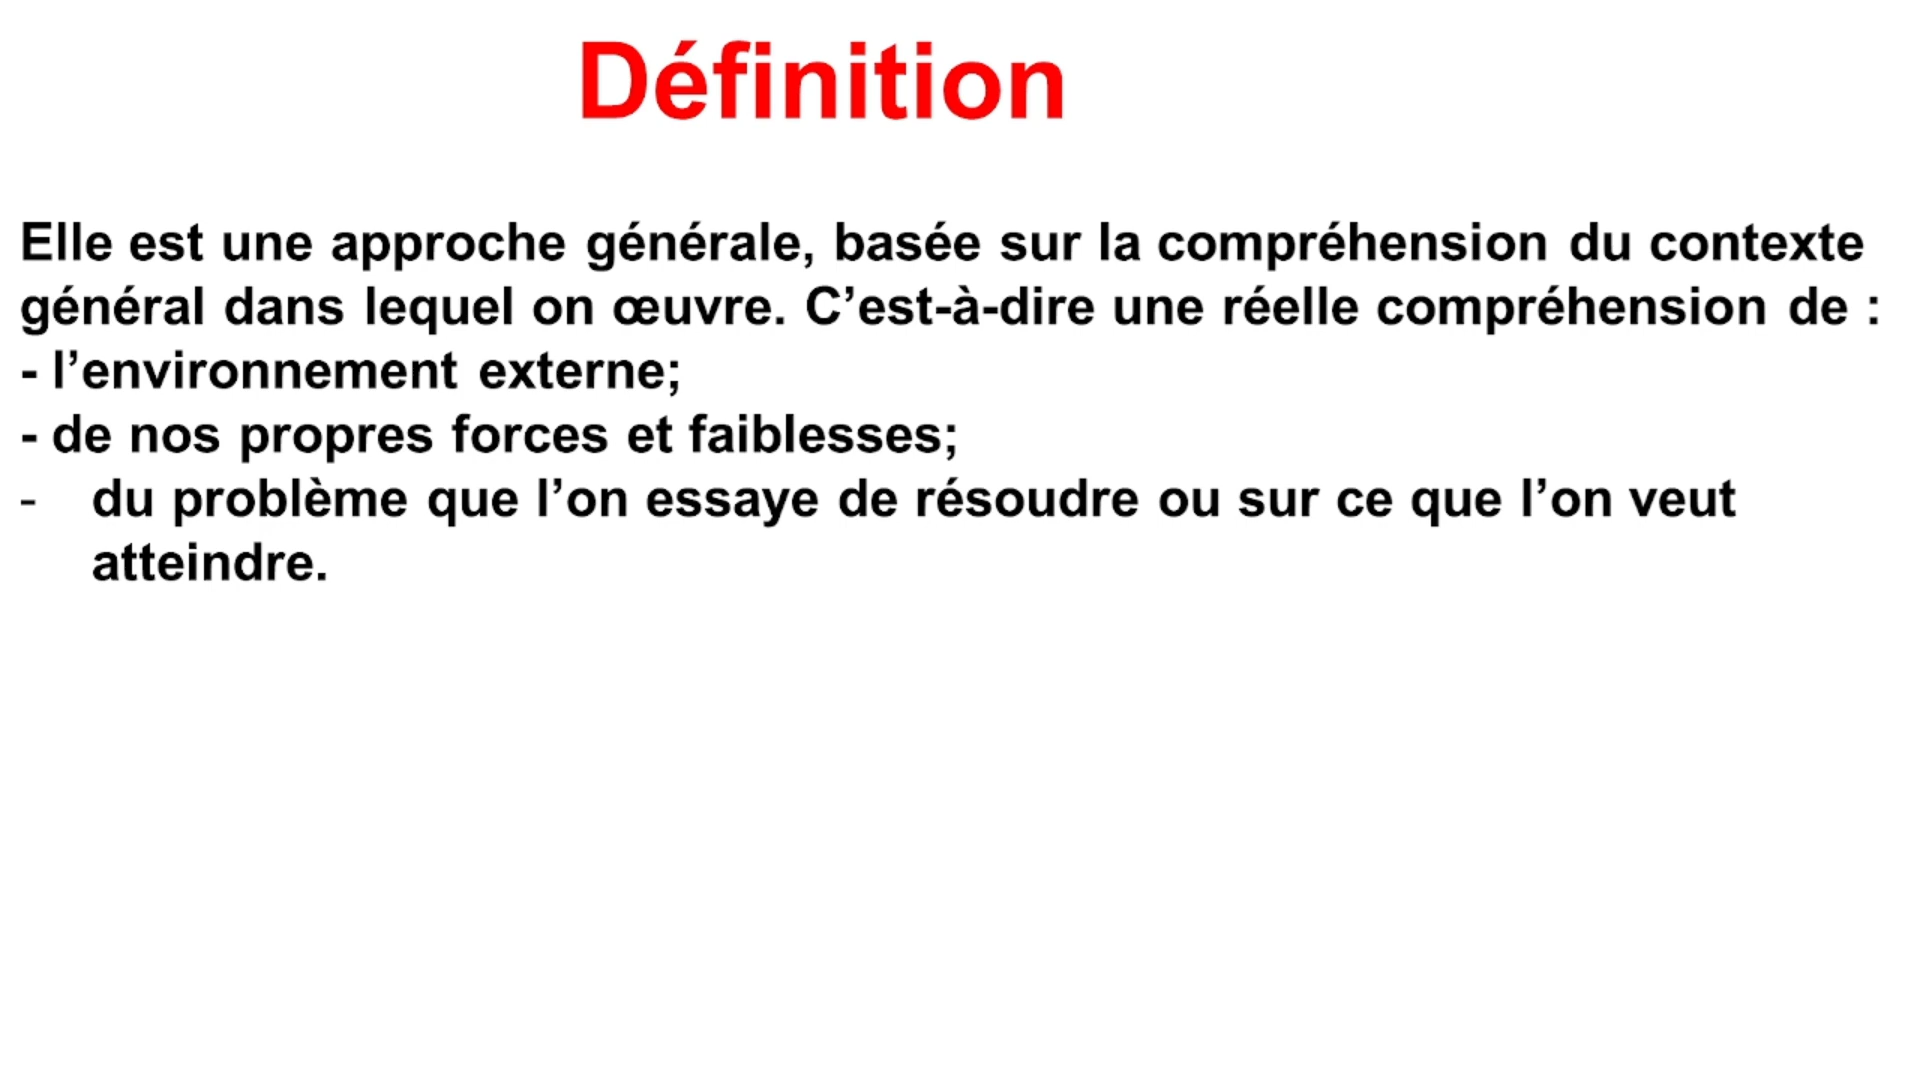 Définition
Elle est une approche générale, basée sur la compréhension du contexte
général dans lequel on œuvre. C’est-à-dire une réelle compréhension de :
- l’environnement externe;
- de nos propres forces et faiblesses;
- du problème que l’on essaye de résoudre ou sur ce que l’on veut
atteindre.